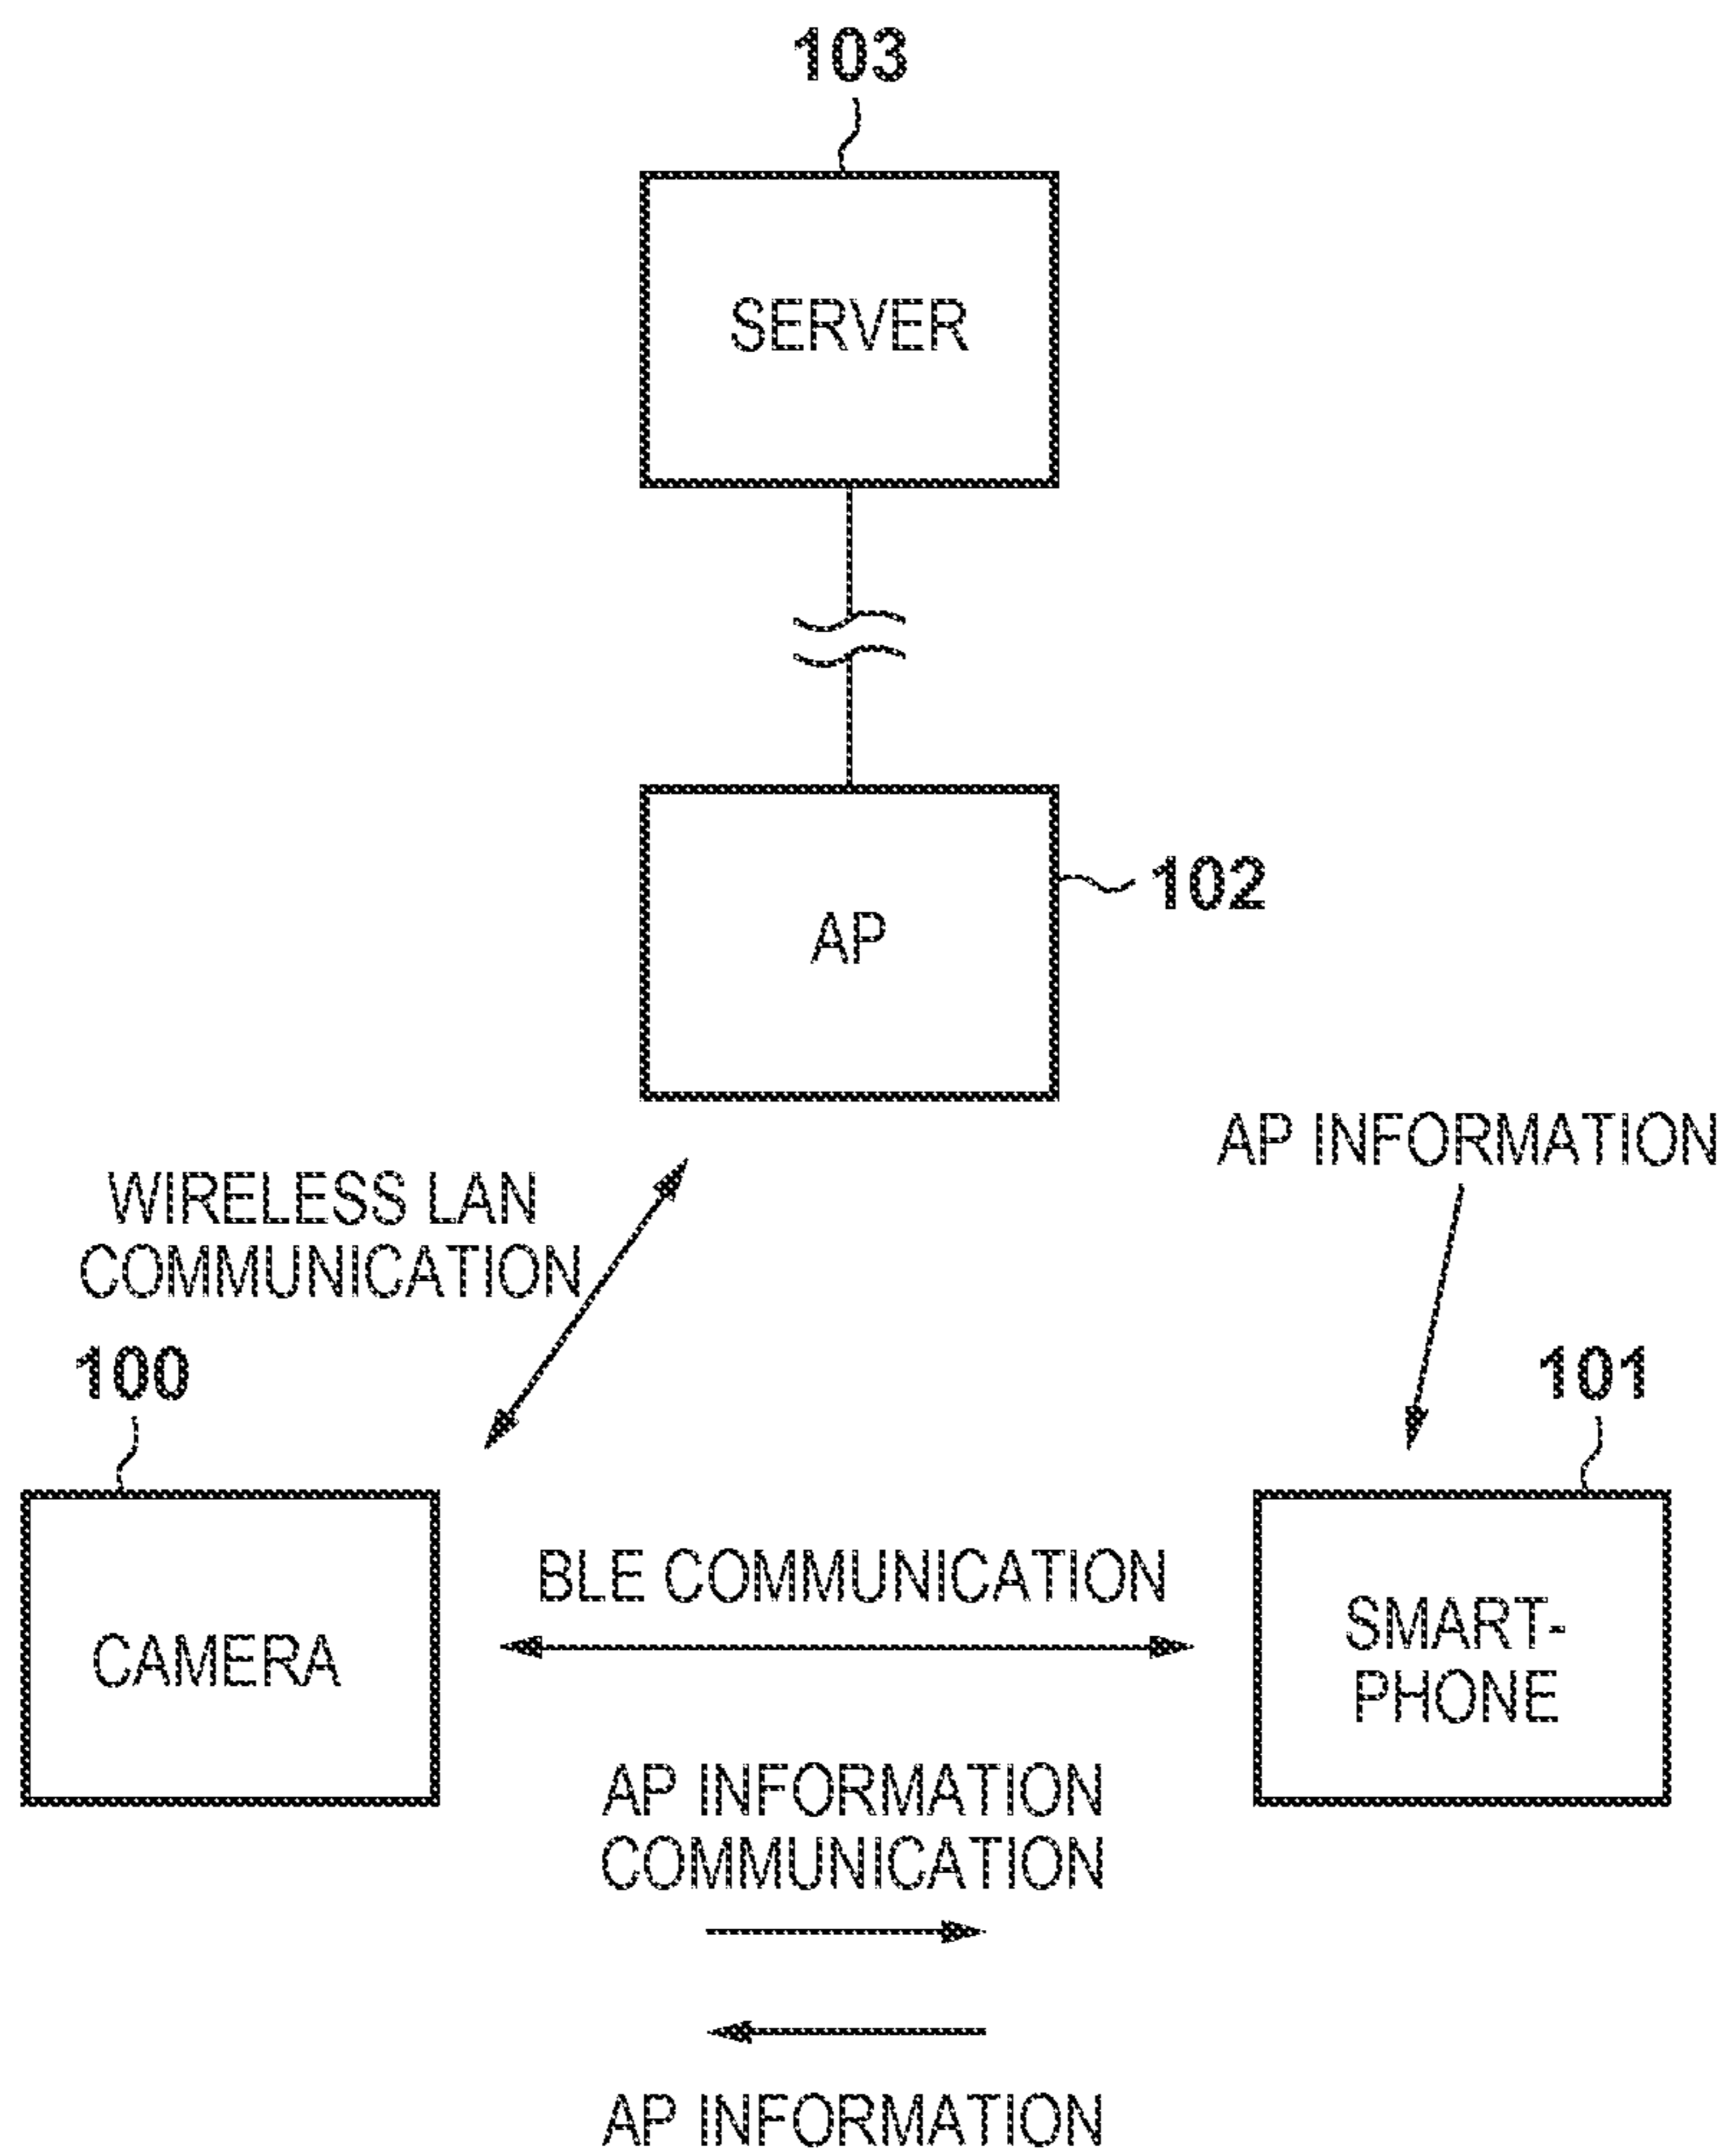 103
SERVER
AP
102
AP INFORMATION
WIRELESS LAN
COMMUNICATION
100
101
BLE COMMUNICATION
CAMERA
SMART-
PHONE
AP INFORMATION
COMMUNICATION
AP INFORMATION